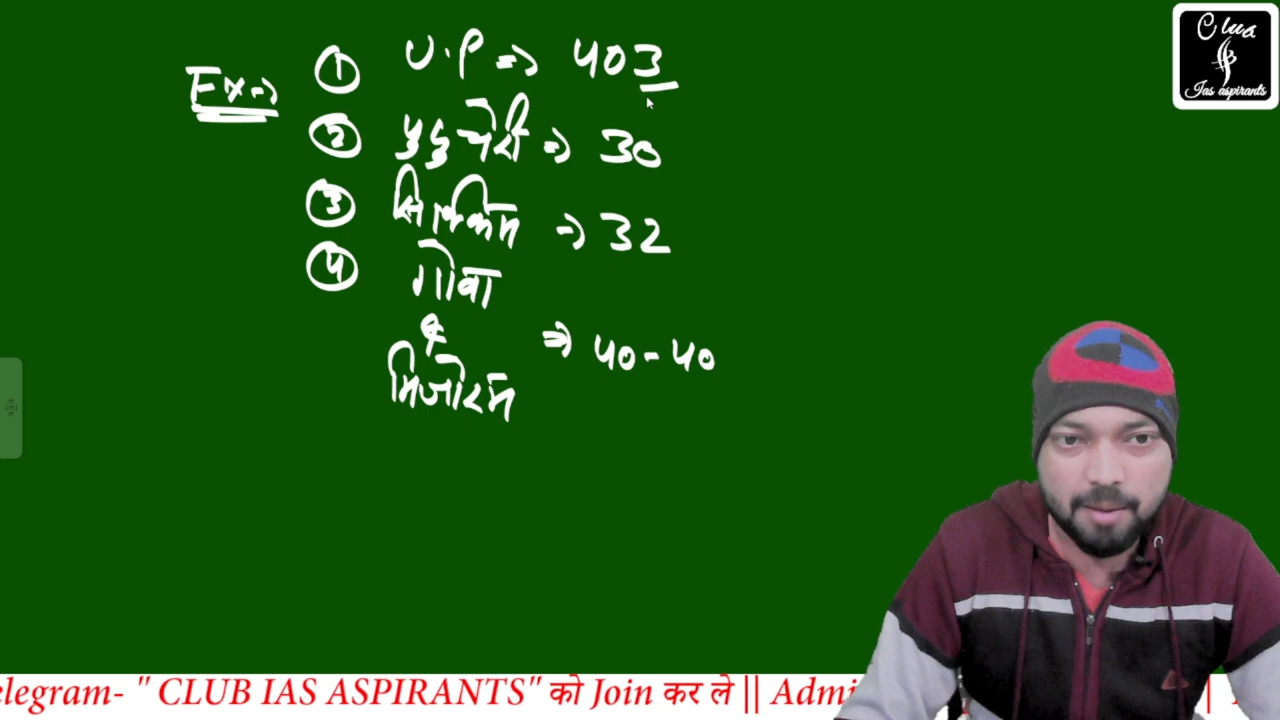 Ex→
① U.P ⇒ 403
② पुदुचेरी ⇒ 30
③ सिक्किम → 32
④ गोवा
& ⇒ 40-40
मिजोरम
Clua
Ias aspirants
elegram- " CLUB IAS ASPIRANTS" को Join कर ले || Admi